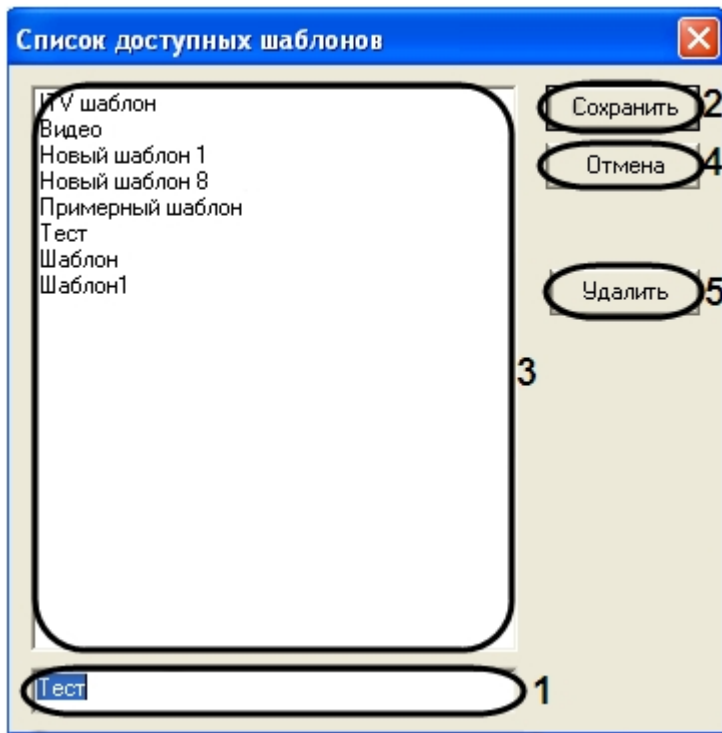 Список доступных шаблонов
ITV шаблон
Видео
Новый шаблон 1
Новый шаблон 8
Примерный шаблон
Тест
Шаблон
Шаблон1
Сохранить 2
Отмена 4
Удалить 5
3
Тест 1